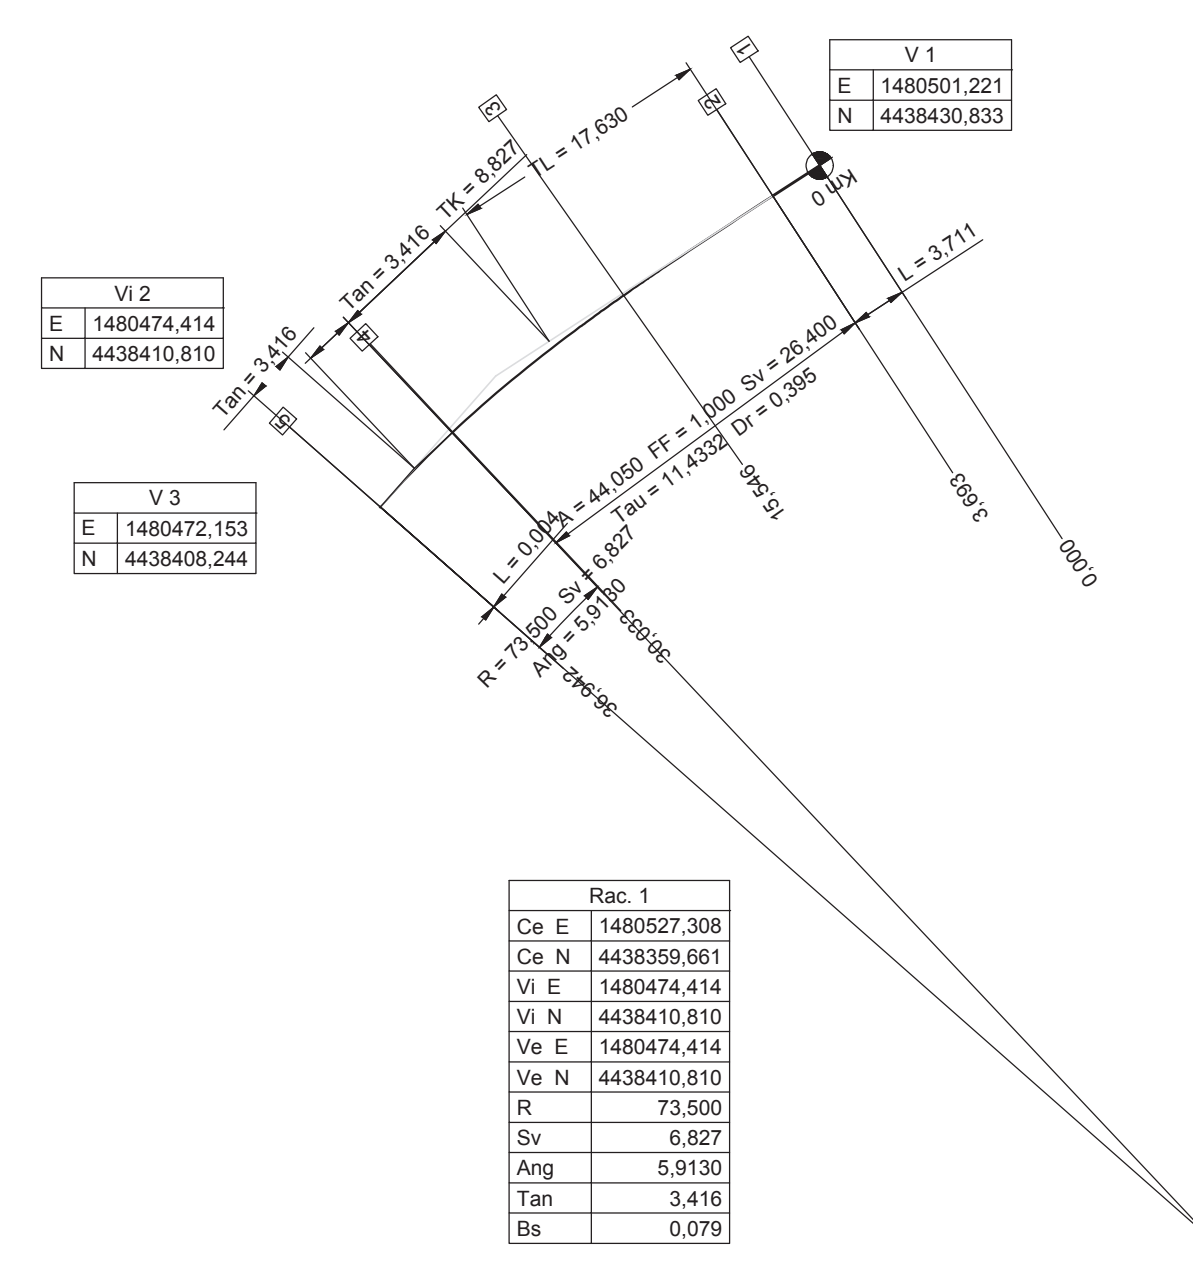 V 1
E 1480501,221
N 4438430,833
1
2
3
TL = 17,630
TK = 8,827
Km 0
Tan = 3,416
L = 3,711
Vi 2
E 1480474,414
N 4438410,810
4
Tan = 3,416
5
A = 44,050 FF = 1,000 Sv = 26,400
Tau = 11,4332 Dr = 0,395
15,546
3,693
0,000
V 3
E 1480472,153
N 4438408,244
L = 0,004
R = 73,500 Sv = 6,827
Ang = 5,9130
30,033
36,942
Rac. 1
Ce E 1480527,308
Ce N 4438359,661
Vi E 1480474,414
Vi N 4438410,810
Ve E 1480474,414
Ve N 4438410,810
R 73,500
Sv 6,827
Ang 5,9130
Tan 3,416
Bs 0,079